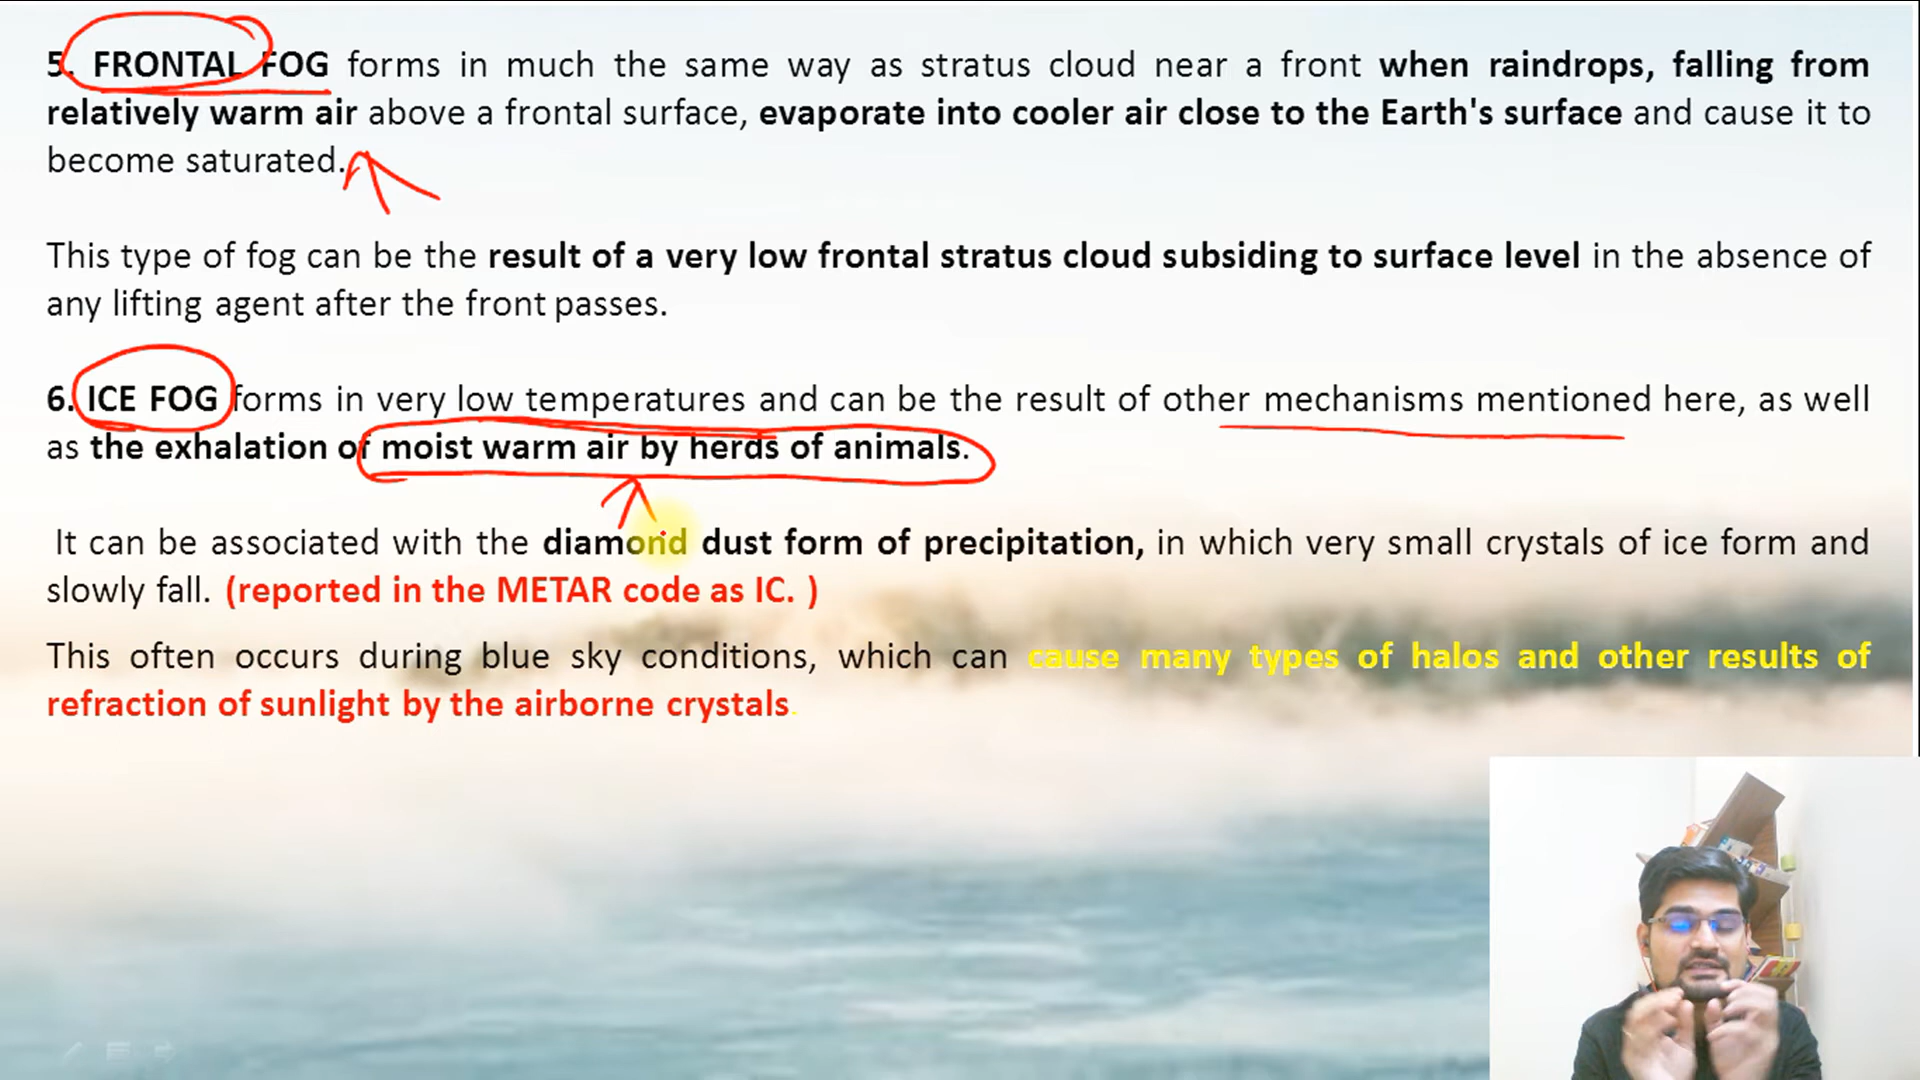 5. FRONTAL FOG forms in much the same way as stratus cloud near a front when raindrops, falling from
relatively warm air above a frontal surface, evaporate into cooler air close to the Earth's surface and cause it to
become saturated.
This type of fog can be the result of a very low frontal stratus cloud subsiding to surface level in the absence of
any lifting agent after the front passes.
6. ICE FOG forms in very low temperatures and can be the result of other mechanisms mentioned here, as well
as the exhalation of moist warm air by herds of animals.
It can be associated with the diamond dust form of precipitation, in which very small crystals of ice form and
slowly fall. (reported in the METAR code as IC. )
This often occurs during blue sky conditions, which can cause many types of halos and other results of
refraction of sunlight by the airborne crystals.